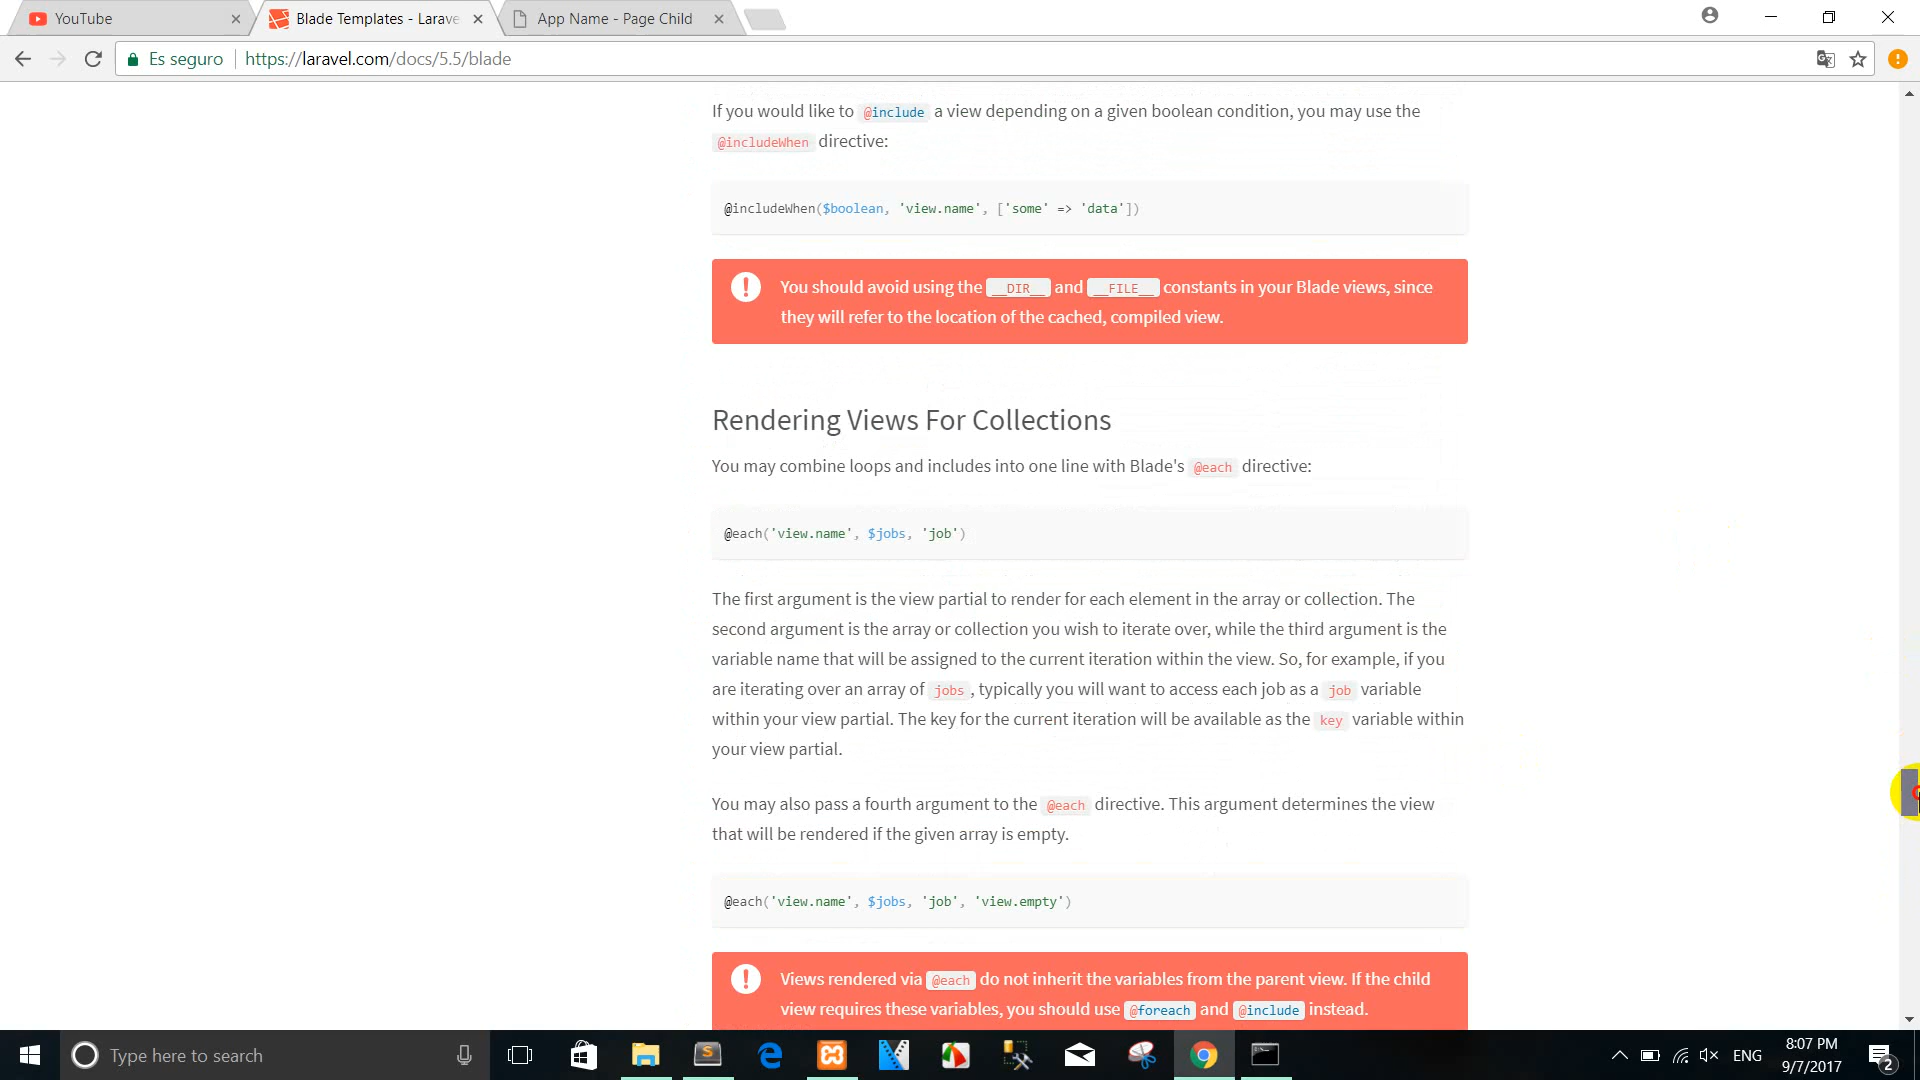 YouTube
Blade Templates - Larave
App Name - Page Child
Es seguro
https://laravel.com/docs/5.5/blade
If you would like to @include a view depending on a given boolean condition, you may use the
@includeWhen directive:
@includeWhen($boolean, 'view.name', ['some' => 'data'])
You should avoid using the __DIR__ and __FILE__ constants in your Blade views, since
they will refer to the location of the cached, compiled view.
Rendering Views For Collections
You may combine loops and includes into one line with Blade's @each directive:
@each('view.name', $jobs, 'job')
The first argument is the view partial to render for each element in the array or collection. The
second argument is the array or collection you wish to iterate over, while the third argument is the
variable name that will be assigned to the current iteration within the view. So, for example, if you
are iterating over an array of jobs, typically you will want to access each job as a job variable
within your view partial. The key for the current iteration will be available as the key variable within
your view partial.
You may also pass a fourth argument to the @each directive. This argument determines the view
that will be rendered if the given array is empty.
@each('view.name', $jobs, 'job', 'view.empty')
Views rendered via @each do not inherit the variables from the parent view. If the child
view requires these variables, you should use @foreach and @include instead.
Type here to search
ENG
8:07 PM
9/7/2017
2